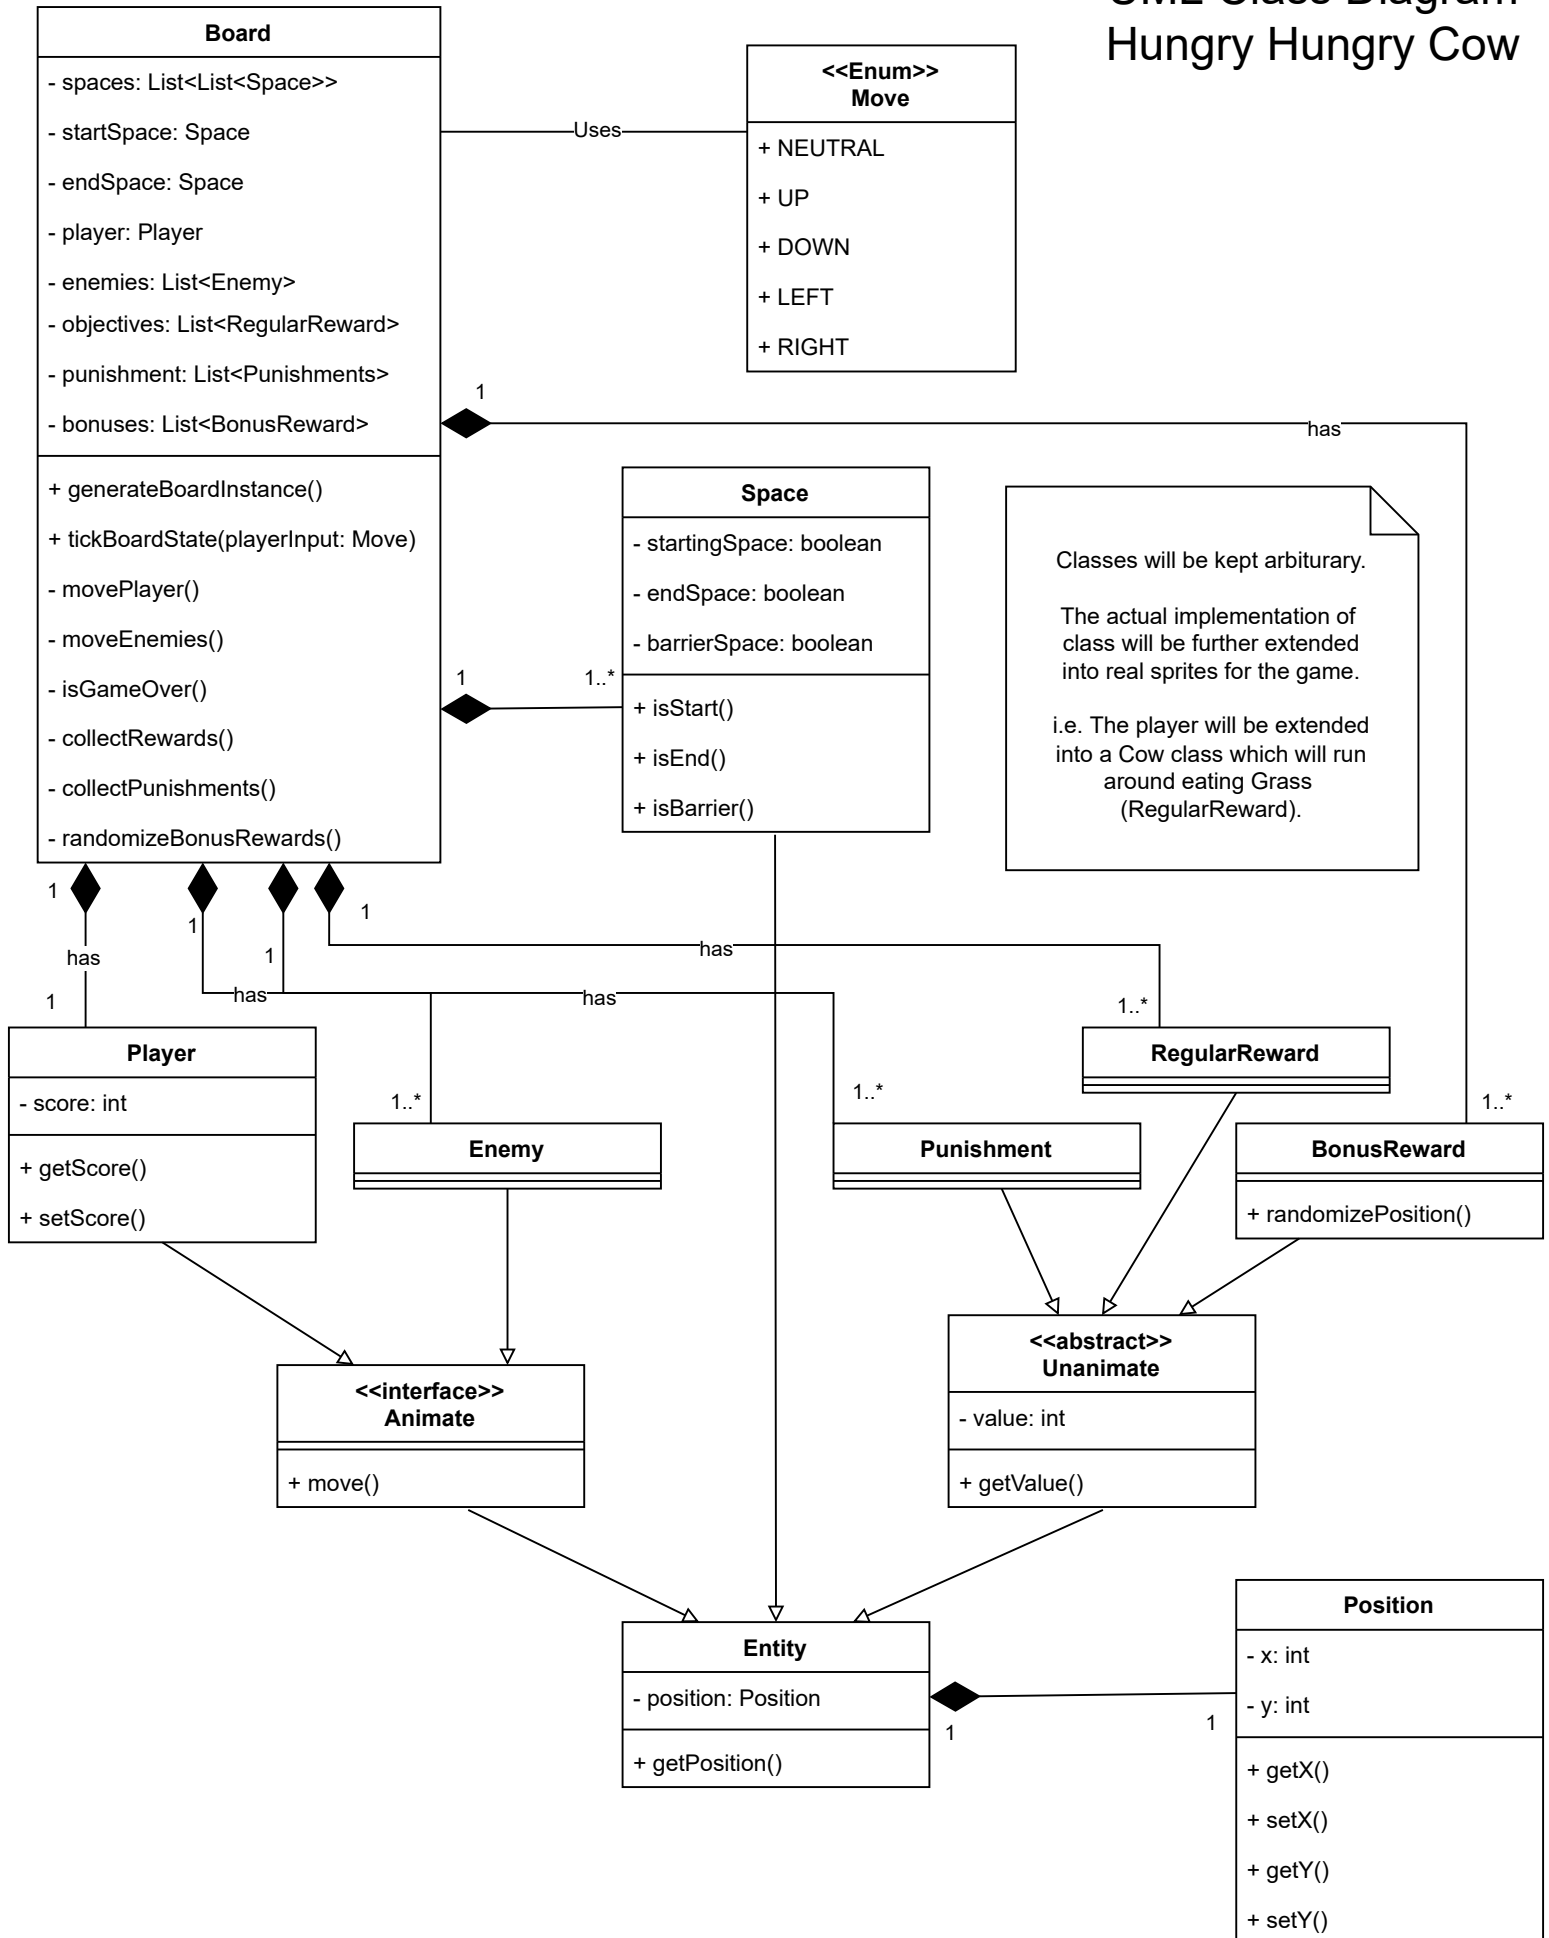 UML Class Diagram
Hungry Hungry Cow
Board
- spaces: List<List<Space>>
- startSpace: Space
- endSpace: Space
- player: Player
- enemies: List<Enemy>
- objectives: List<RegularReward>
- punishment: List<Punishments>
- bonuses: List<BonusReward>
+ generateBoardInstance()
+ tickBoardState(playerInput: Move)
- movePlayer()
- moveEnemies()
- isGameOver()
- collectRewards()
- collectPunishments()
- randomizeBonusRewards()
Uses
<<Enum>>
Move
+ NEUTRAL
+ UP
+ DOWN
+ LEFT
+ RIGHT
1
has
Space
- startingSpace: boolean
- endSpace: boolean
- barrierSpace: boolean
+ isStart()
+ isEnd()
+ isBarrier()
1
1..*
Classes will be kept arbiturary.
The actual implementation of
class will be further extended
into real sprites for the game.
i.e. The player will be extended
into a Cow class which will run
around eating Grass
(RegularReward).
1
1
1
1
has
has
has
has
1
1..*
1..*
1..*
1..*
Player
- score: int
+ getScore()
+ setScore()
Enemy
Punishment
RegularReward
BonusReward
+ randomizePosition()
<<interface>>
Animate
+ move()
<<abstract>>
Unanimate
- value: int
+ getValue()
Entity
- position: Position
+ getPosition()
1
1
Position
- x: int
- y: int
+ getX()
+ setX()
+ getY()
+ setY()